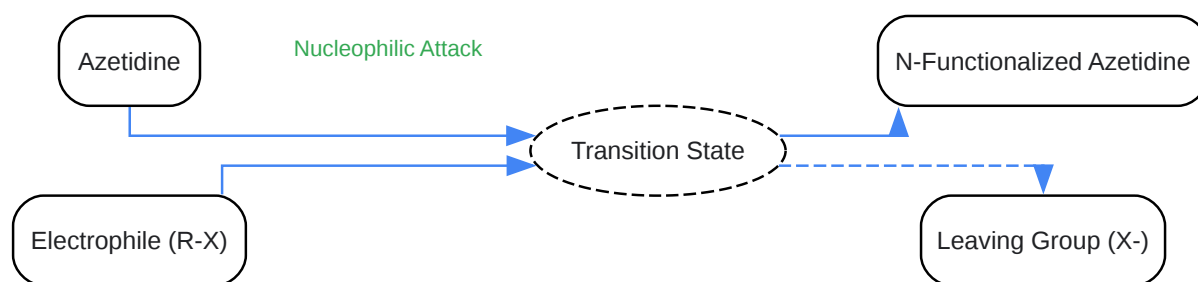 Azetidine
Nucleophilic Attack
N-Functionalized Azetidine
Transition State
Electrophile (R-X)
Leaving Group (X-)